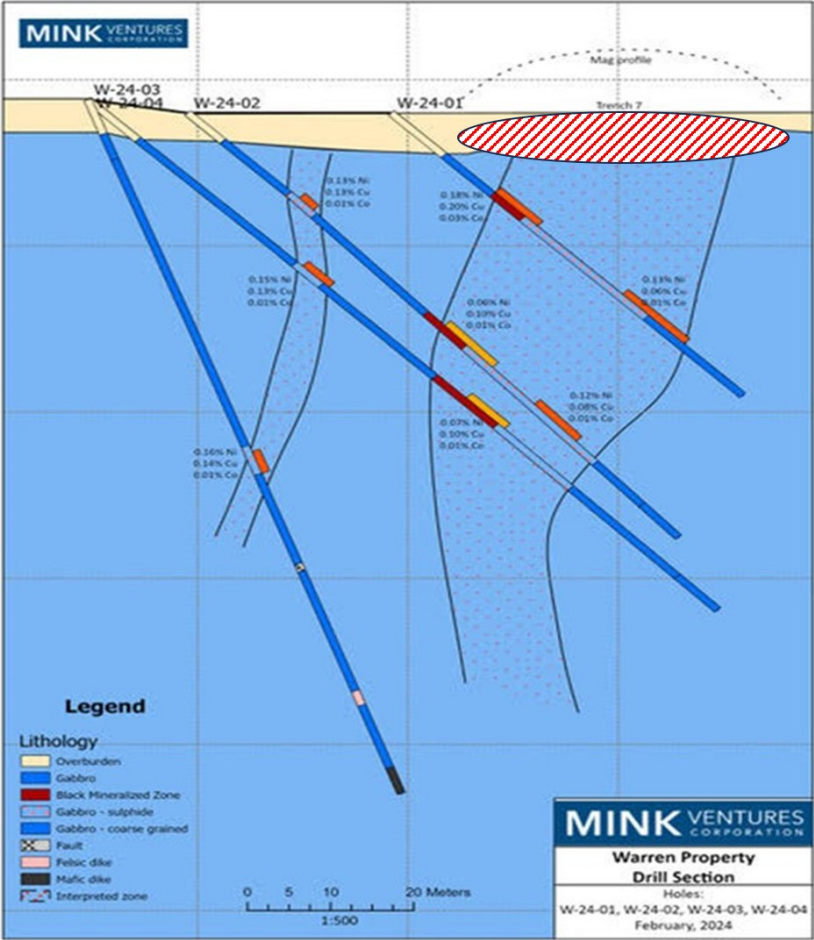 MINK VENTURES
CORPORATION
Mag profile
W-24-03
W-24-04
W-24-02
W-24-01
Trench 7
0.13% Ni
0.13% Cu
0.01% Co
0.18% Ni
0.20% Cu
0.03% Co
0.15% Ni
0.13% Cu
0.01% Co
0.13% Ni
0.06% Cu
0.01% Co
0.06% Ni
0.10% Cu
0.01% Co
0.12% Ni
0.08% Cu
0.01% Co
0.07% Ni
0.10% Cu
0.01% Co
0.16% Ni
0.14% Cu
0.01% Co
Legend
Lithology
Overburden
Gabbro
Black Mineralized Zone
Gabbro - sulphide
Gabbro - coarse grained
Fault
Felsic dike
Mafic dike
Interpreted zone
0 5 10 20 Meters
1:500
MINK VENTURES
CORPORATION
Warren Property
Drill Section
Holes:
W-24-01, W-24-02, W-24-03, W-24-04
February, 2024